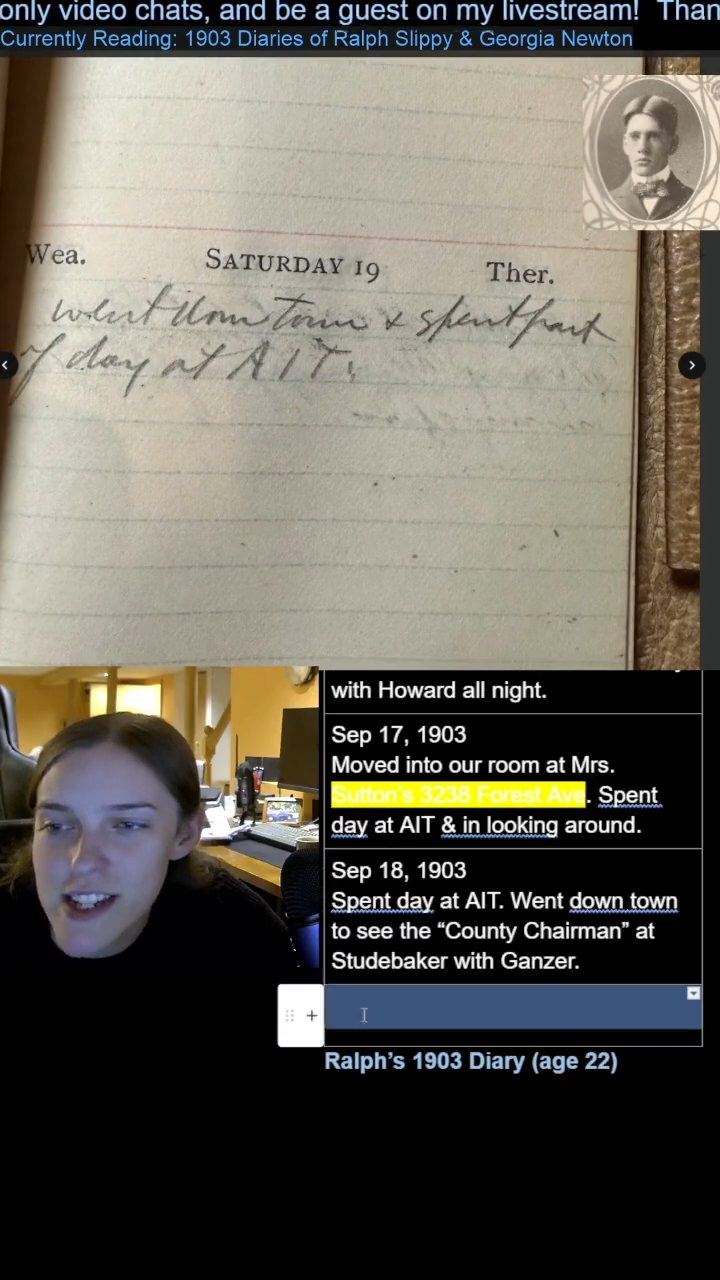 only video chats, and be a guest on my livestream! Than
Currently Reading: 1903 Diaries of Ralph Slippy & Georgia Newton
Wea. SATURDAY 19 Ther.
went down town & spent part
of day at AIT.
with Howard all night.
Sep 17, 1903
Moved into our room at Mrs.
Sutton's 3238 Forest Ave. Spent
day at AIT & in looking around.
Sep 18, 1903
Spent day at AIT. Went down town
to see the “County Chairman” at
Studebaker with Ganzer.
Ralph’s 1903 Diary (age 22)